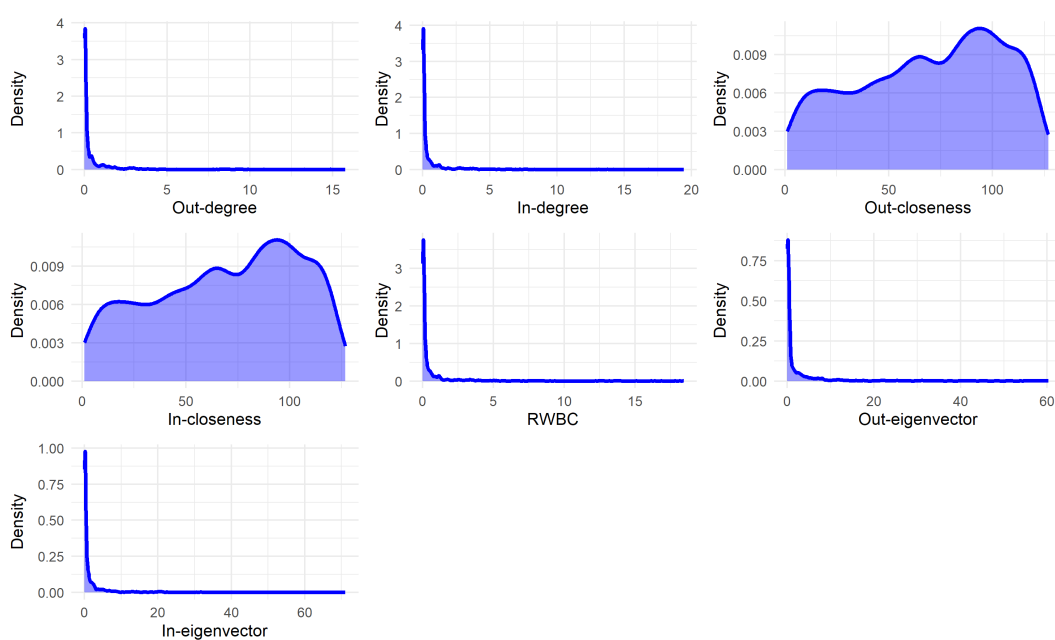 4
3
2
1
0
Density
0 5 10 15
Out-degree
4
3
2
1
0
Density
0 5 10 15 20
In-degree
0.009
0.006
0.003
0.000
Density
0 50 100
Out-closeness
0.009
0.006
0.003
0.000
Density
0 50 100
In-closeness
3
2
1
0
Density
0 5 10 15
RWBC
0.75
0.50
0.25
0.00
Density
0 20 40 60
Out-eigenvector
1.00
0.75
0.50
0.25
0.00
Density
0 20 40 60
In-eigenvector